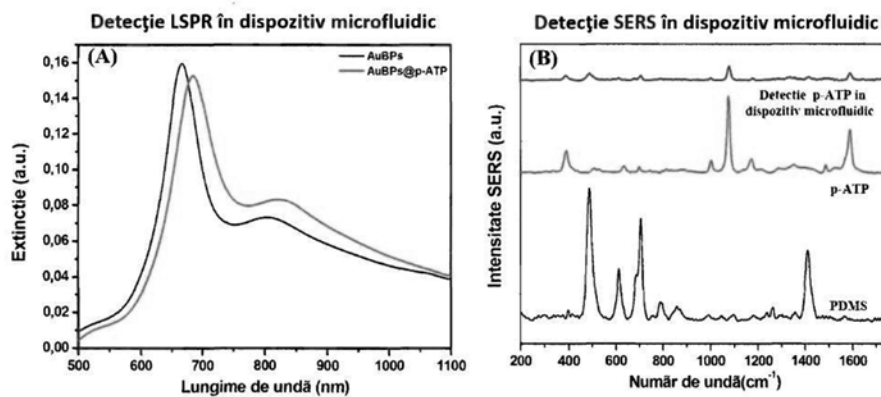 Detecţie LSPR în dispozitiv microfluidic
(A)
AuBPs
AuBPs@p-ATP
Extincţie (a.u.)
0,16
0,14
0,12
0,10
0,08
0,06
0,04
0,02
0,00
500 600 700 800 900 1000 1100
Lungime de undă (nm)
Detecţie SERS în dispozitiv microfluidic
(B)
Detectie p-ATP in
dispozitiv microfluidic
p-ATP
PDMS
Intensitate SERS (a.u.)
200 400 600 800 1000 1200 1400 1600
Număr de undă(cm⁻¹)